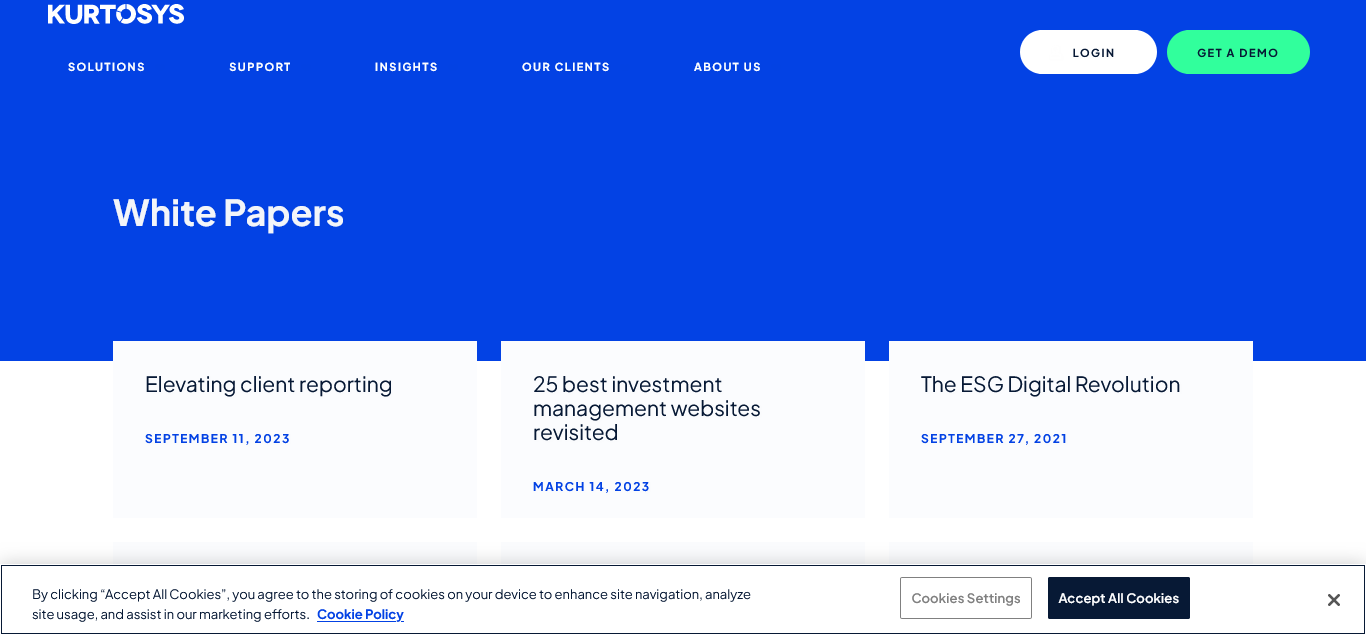 KURTOSYS
SOLUTIONS
SUPPORT
INSIGHTS
OUR CLIENTS
ABOUT US
LOGIN
GET A DEMO
White Papers
Elevating client reporting
SEPTEMBER 11, 2023
25 best investment
management websites
revisited
MARCH 14, 2023
The ESG Digital Revolution
SEPTEMBER 27, 2021
By clicking “Accept All Cookies”, you agree to the storing of cookies on your device to enhance site navigation, analyze
site usage, and assist in our marketing efforts. Cookie Policy
Cookies Settings
Accept All Cookies